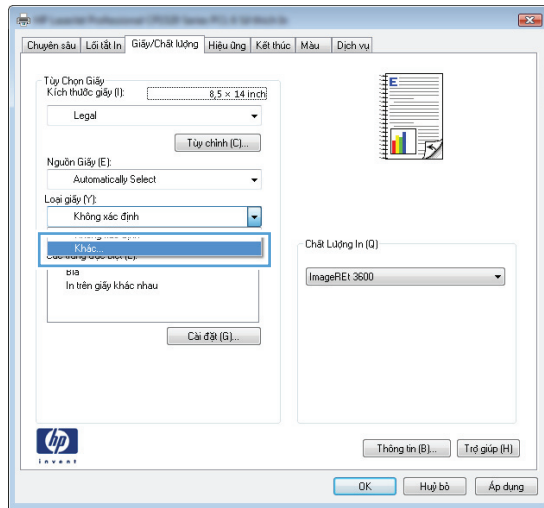 Chuyên sâu
Lối tắt In
Giấy/Chất lượng
Hiệu ứng
Kết thúc
Màu
Dịch vụ
Tùy Chọn Giấy
Kích thước giấy (I):
8,5 × 14 inch
Legal
Tùy chỉnh (C)...
Nguồn Giấy (E):
Automatically Select
Loại giấy (Y):
Không xác định
Khác...
Bìa
In trên giấy khác nhau
Cài đặt (G)...
E
Chất Lượng In (Q)
ImageREt 3600
hp
invent
Thông tin (B)...
Trợ giúp (H)
OK
Huỷ bỏ
Áp dụng